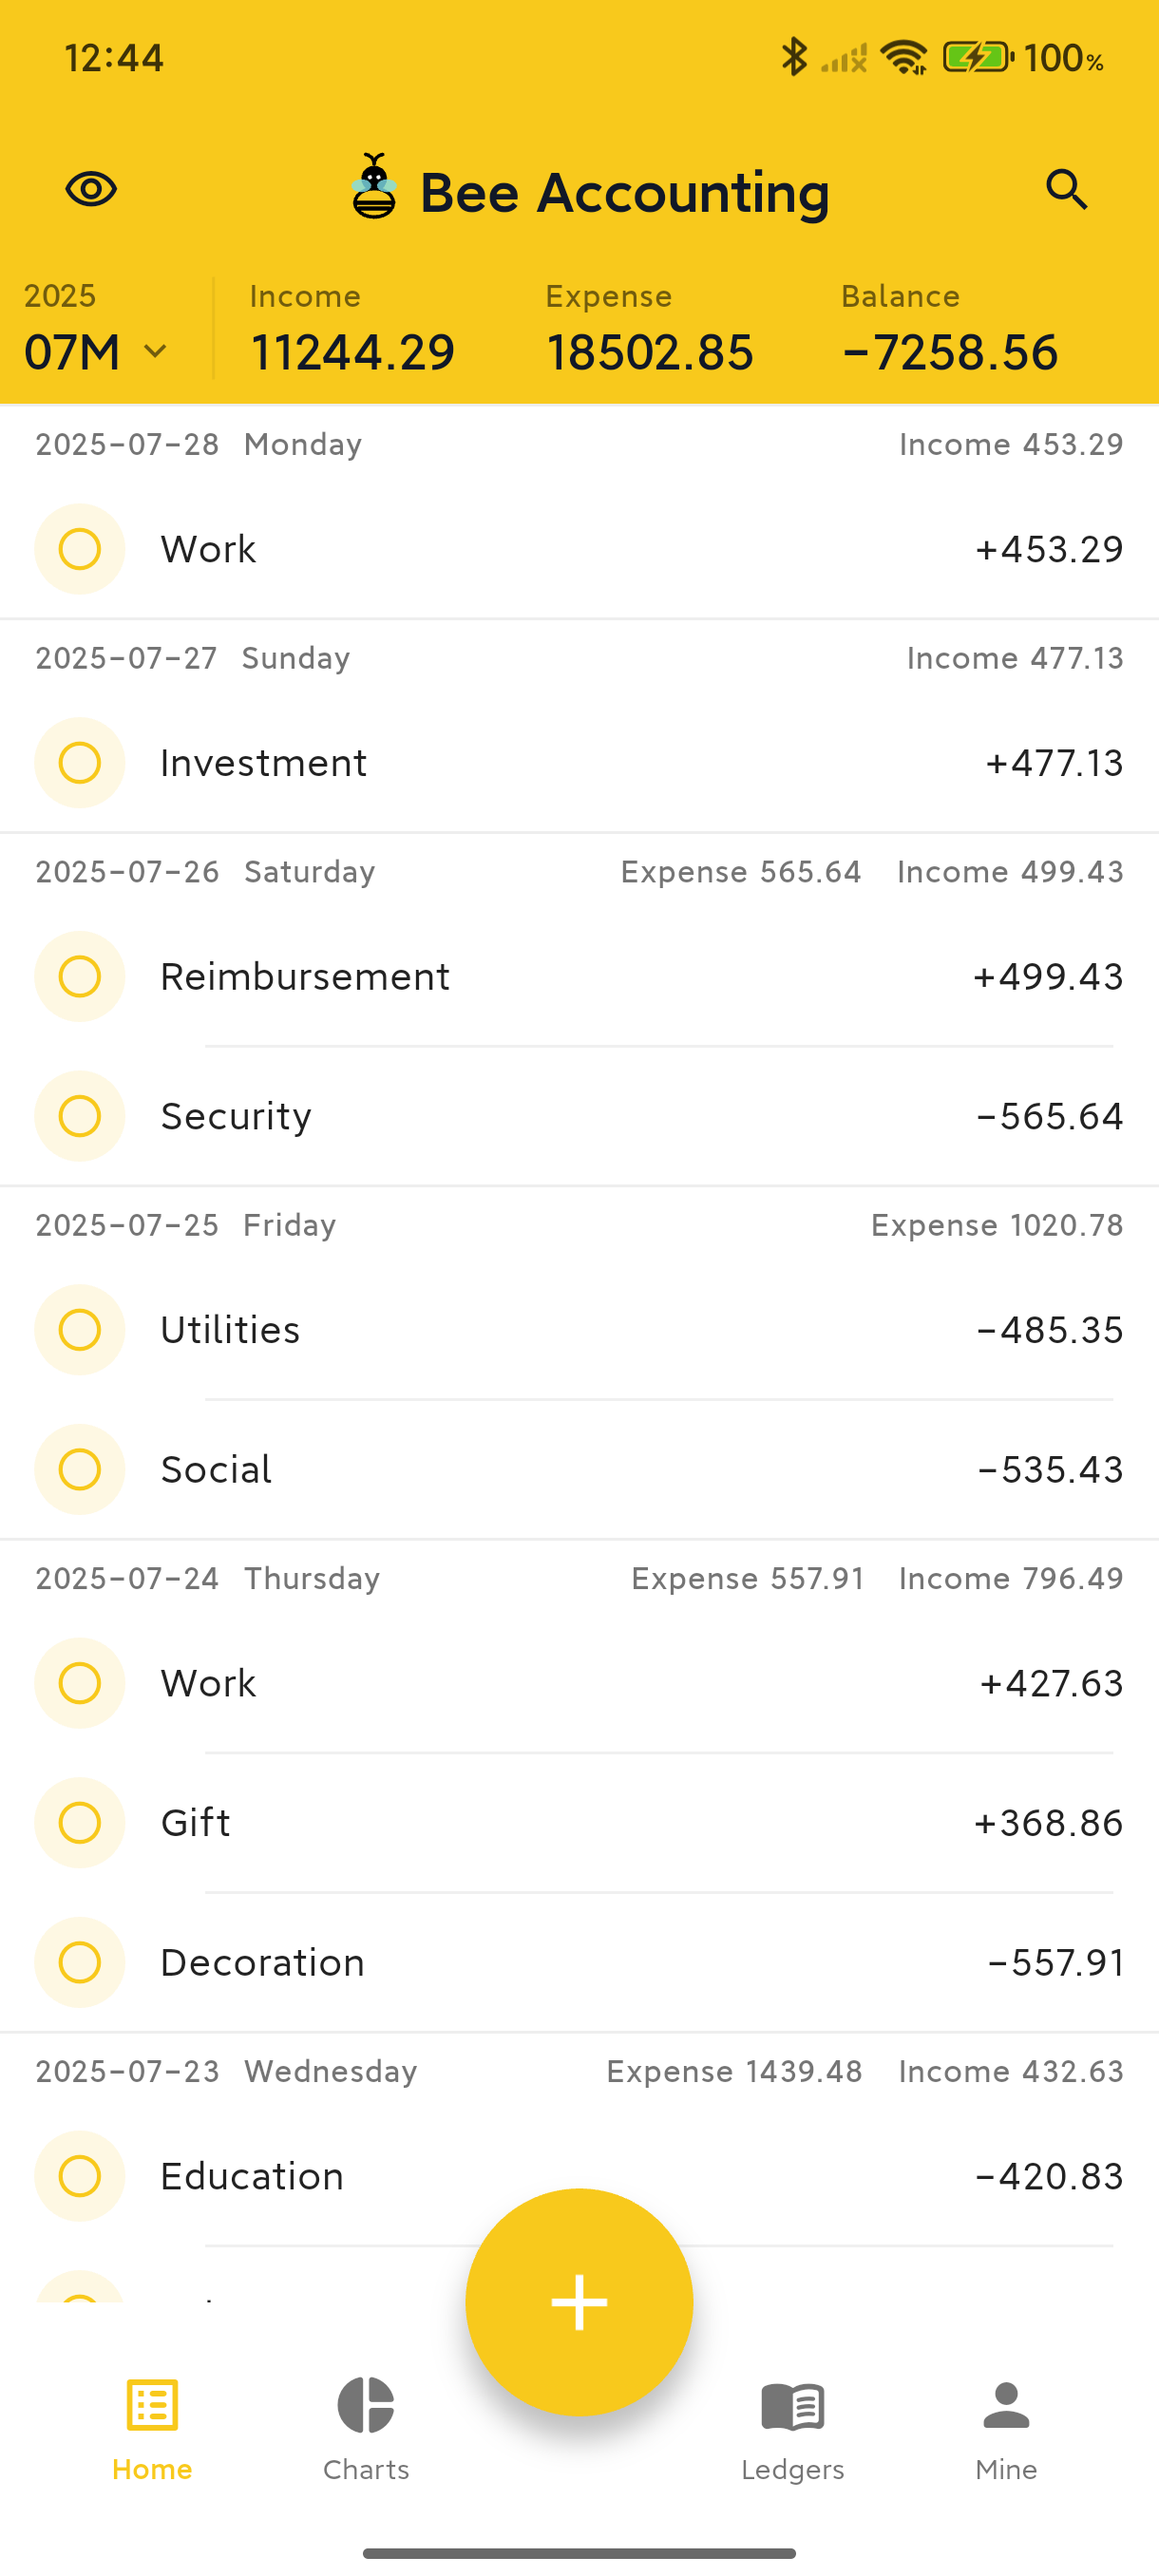 12:44
100%
Bee Accounting
2025 Income Expense Balance
07M 11244.29 18502.85 -7258.56
2025-07-28 Monday Income 453.29
Work +453.29
2025-07-27 Sunday Income 477.13
Investment +477.13
2025-07-26 Saturday Expense 565.64 Income 499.43
Reimbursement +499.43
Security -565.64
2025-07-25 Friday Expense 1020.78
Utilities -485.35
Social -535.43
2025-07-24 Thursday Expense 557.91 Income 796.49
Work +427.63
Gift +368.86
Decoration -557.91
2025-07-23 Wednesday Expense 1439.48 Income 432.63
Education -420.83
Home Charts Ledgers Mine